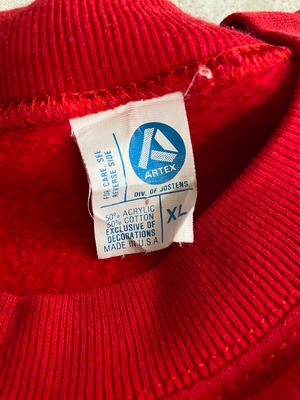 FOR CARE, SEE
REVERSE SIDE
ARTEX
DIV. OF JOSTENS
50% ACRYLIC
50% COTTON
EXCLUSIVE OF
DECORATIONS
MADE IN U.S.A
XL